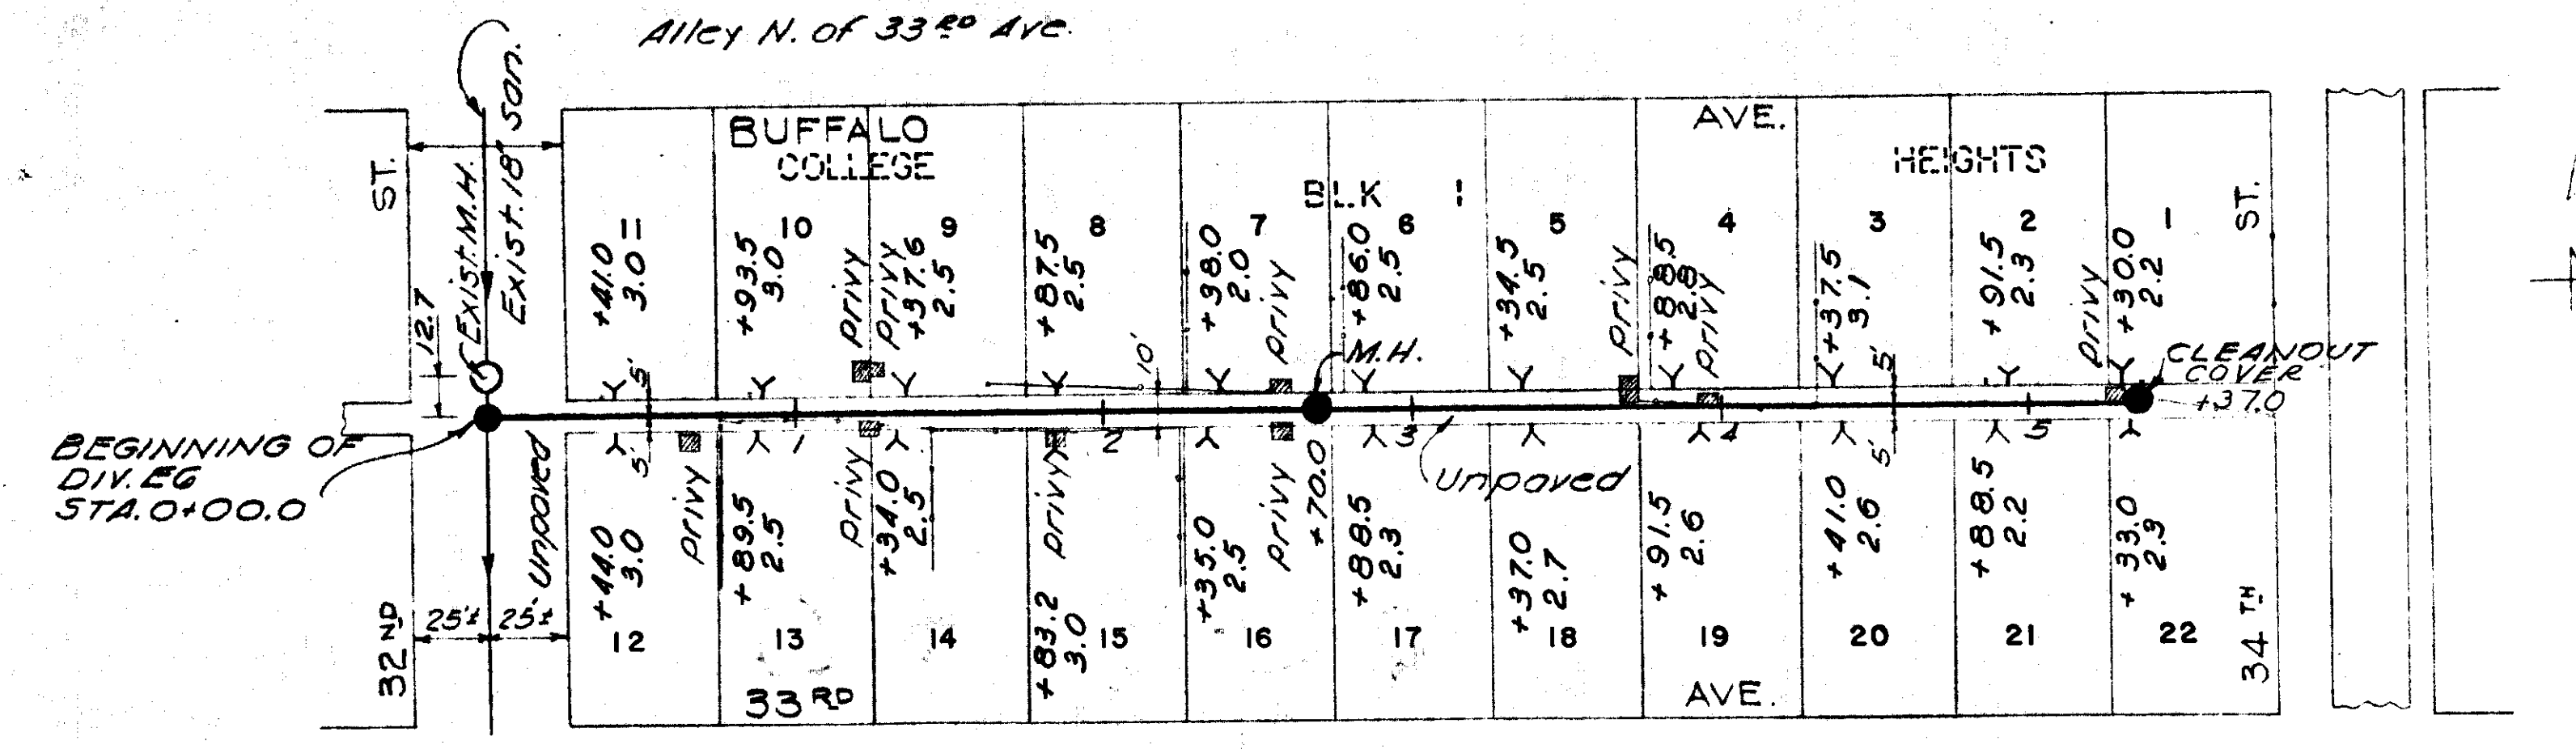 Alley N. of 33RD Ave.
Exist. M.H.
Exist. 18" San.
ST.
12.7
BUFFALO
COLLEGE
AVE.
HEIGHTS
BLK 1
ST.
+41.0
3.0
11
+93.5
3.0
10
privy
privy
+37.6
2.5
9
+87.5
2.5
8
+38.0
2.0
7
privy
+86.0
2.5
6
+34.5
2.5
5
privy
+88.5
2.8
4
privy
+37.5
3.1
3
+91.5
2.3
2
privy
+30.0
2.2
1
5'
10'
M.H.
5'
CLEANOUT
COVER
+37.0
BEGINNING OF
DIV. EG
STA. 0+00.0
1
2
3
4
5
5'
5'
Unpaved
Unpaved
+70.0
+44.0
3.0
12
privy
+89.5
2.5
13
privy
+34.0
2.5
14
privy
+83.2
3.0
15
+35.0
2.5
16
privy
+88.5
2.3
17
+37.0
2.7
18
+91.5
2.6
19
+41.0
2.6
20
+88.5
2.2
21
+33.0
2.3
22
32ND
25'±
25'±
33RD
AVE.
34TH